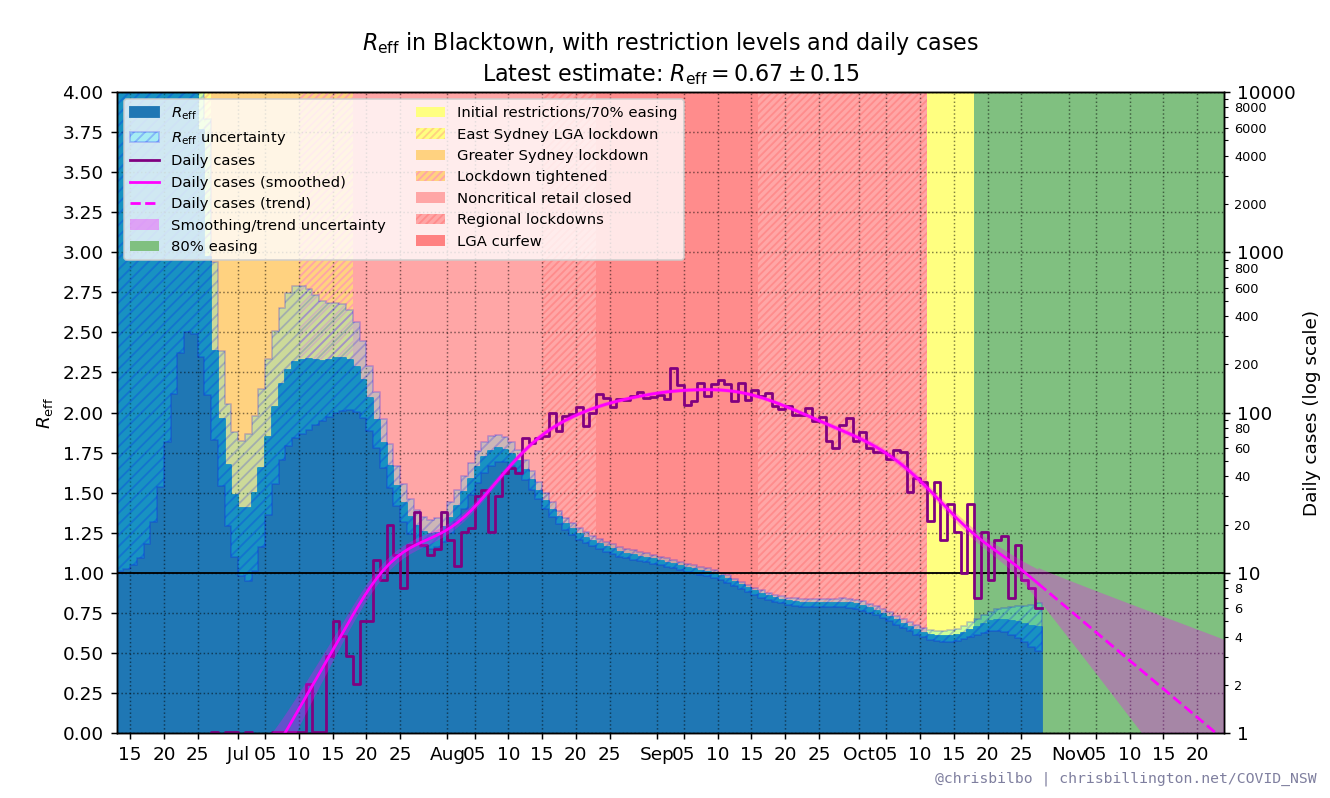 Reff in Blacktown, with restriction levels and daily cases
Latest estimate: Reff = 0.67 ± 0.15
Reff
Reff uncertainty
Daily cases
Daily cases (smoothed)
Daily cases (trend)
Smoothing/trend uncertainty
80% easing
Initial restrictions/70% easing
East Sydney LGA lockdown
Greater Sydney lockdown
Lockdown tightened
Noncritical retail closed
Regional lockdowns
LGA curfew
4.00
3.75
3.50
3.25
3.00
2.75
2.50
2.25
2.00
1.75
1.50
1.25
1.00
0.75
0.50
0.25
0.00
Reff
10000
8000
6000
4000
2000
1000
800
600
400
200
100
80
60
40
20
10
8
6
4
2
1
Daily cases (log scale)
15 20 25 Jul 05 10 15 20 25 Aug 05 10 15 20 25 Sep 05 10 15 20 25 Oct 05 10 15 20 25 Nov 05 10 15 20
@chrisbilbo | chrisbillington.net/COVID_NSW